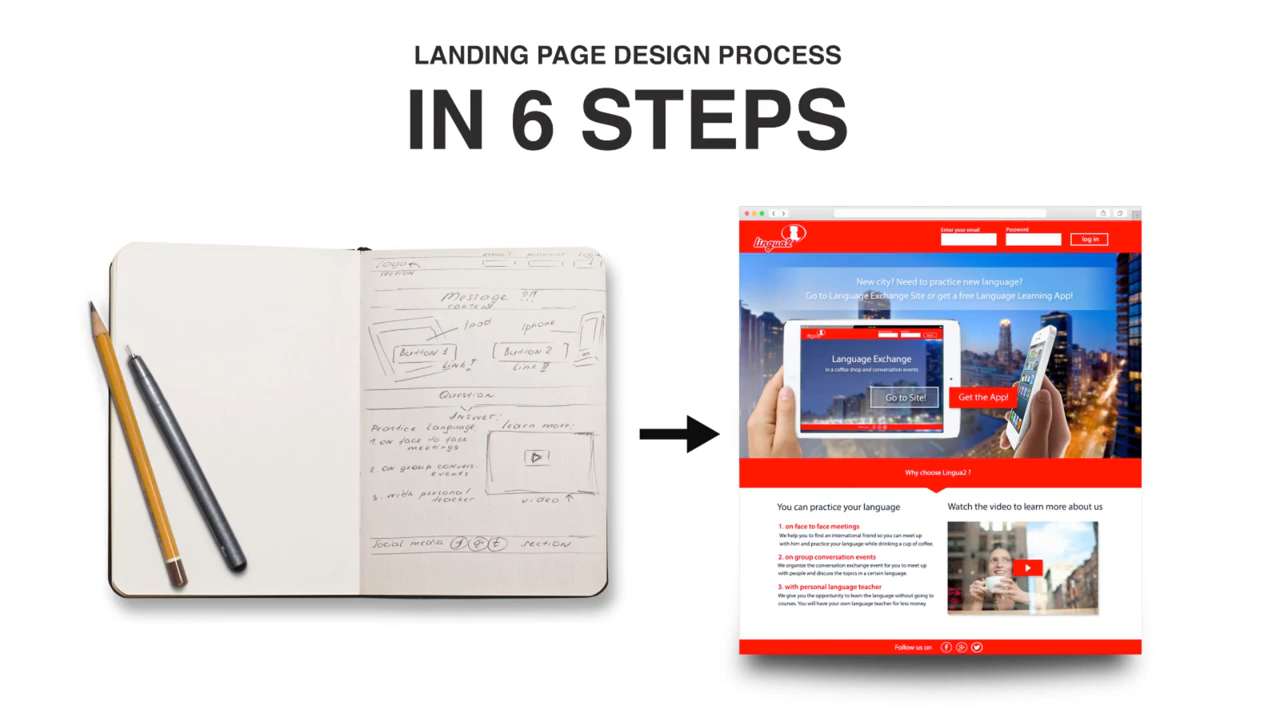 LANDING PAGE DESIGN PROCESS
IN 6 STEPS
Logo
section
email
password
Message ?!!
content
Ipad
Iphone
Button 1
Button 2
Link I
Link II
Question
Answer:
Practice Language
1. on face to face
meetings
2. on group convers.
events
3. with personal
teacher
learn more:
video
Social media f g+ t section
lingua2
Enter your email
Password
log in
New city? Need to practice new language?
Go to Language Exchange Site or get a free Language Learning App!
Language Exchange
in a coffee shop and conversation events
Go to Site!
Get the App!
Why choose Lingua2 ?
You can practice your language
1. on face to face meetings
We help you to find an international friend so you can meet up
with him and practice your language while drinking a cup of coffee.
2. on group conversation events
We organize the conversation exchange event for you to meet up
with people and discuss the topics in a certain language.
3. with personal language teacher
We give you the opportunity to learn the language without going to
courses. You will have your own language teacher for less money.
Watch the video to learn more about us
Follow us on